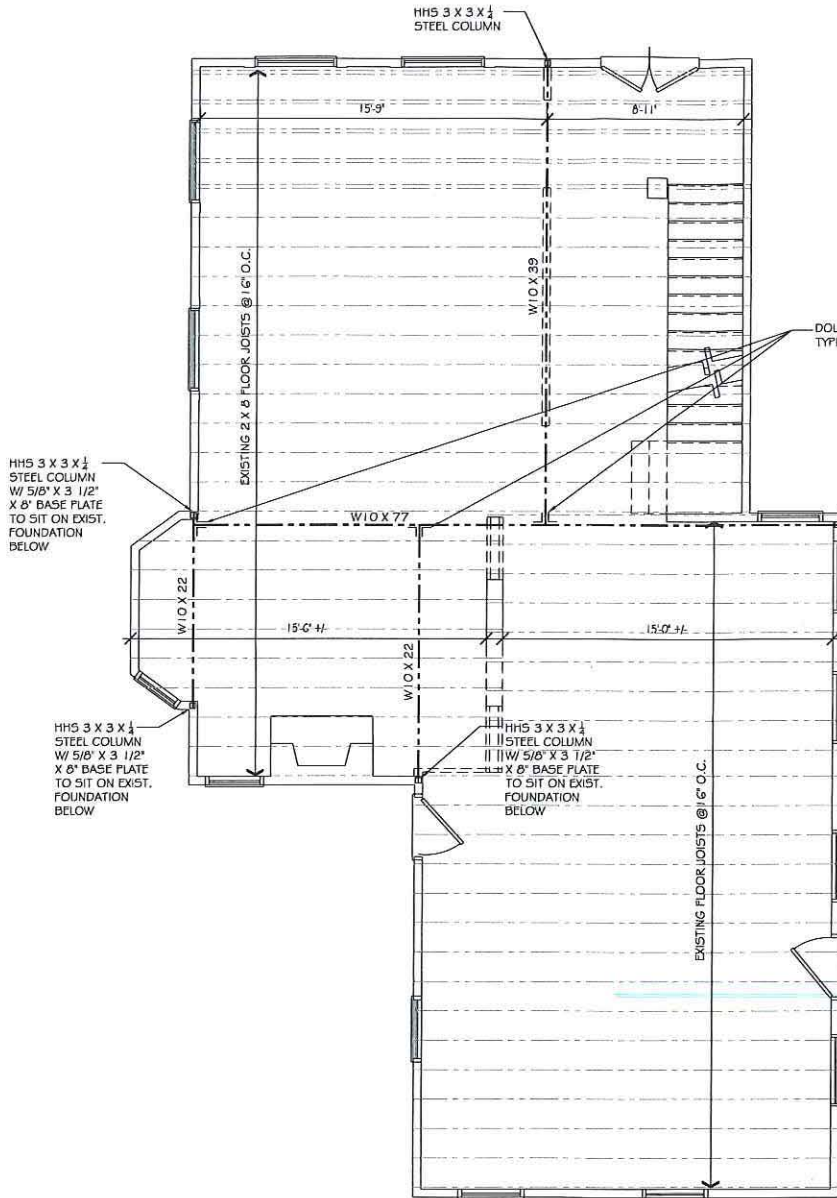 HHS 3 X 3 X 1/4
STEEL COLUMN
15'-9"
8'-11"
EXISTING 2 X 8 FLOOR JOISTS @ 16" O.C.
W10 X 39
DOU
TYPE
HHS 3 X 3 X 1/4
STEEL COLUMN
W/ 5/8" X 3 1/2"
X 8" BASE PLATE
TO SIT ON EXIST.
FOUNDATION
BELOW
W10 X 77
W10 X 22
15'-6" +/-
15'-0" +/-
W10 X 22
HHS 3 X 3 X 1/4
STEEL COLUMN
W/ 5/8" X 3 1/2"
X 8" BASE PLATE
TO SIT ON EXIST.
FOUNDATION
BELOW
HHS 3 X 3 X 1/4
STEEL COLUMN
W/ 5/8" X 3 1/2"
X 8" BASE PLATE
TO SIT ON EXIST.
FOUNDATION
BELOW
EXISTING FLOOR JOISTS @ 16" O.C.